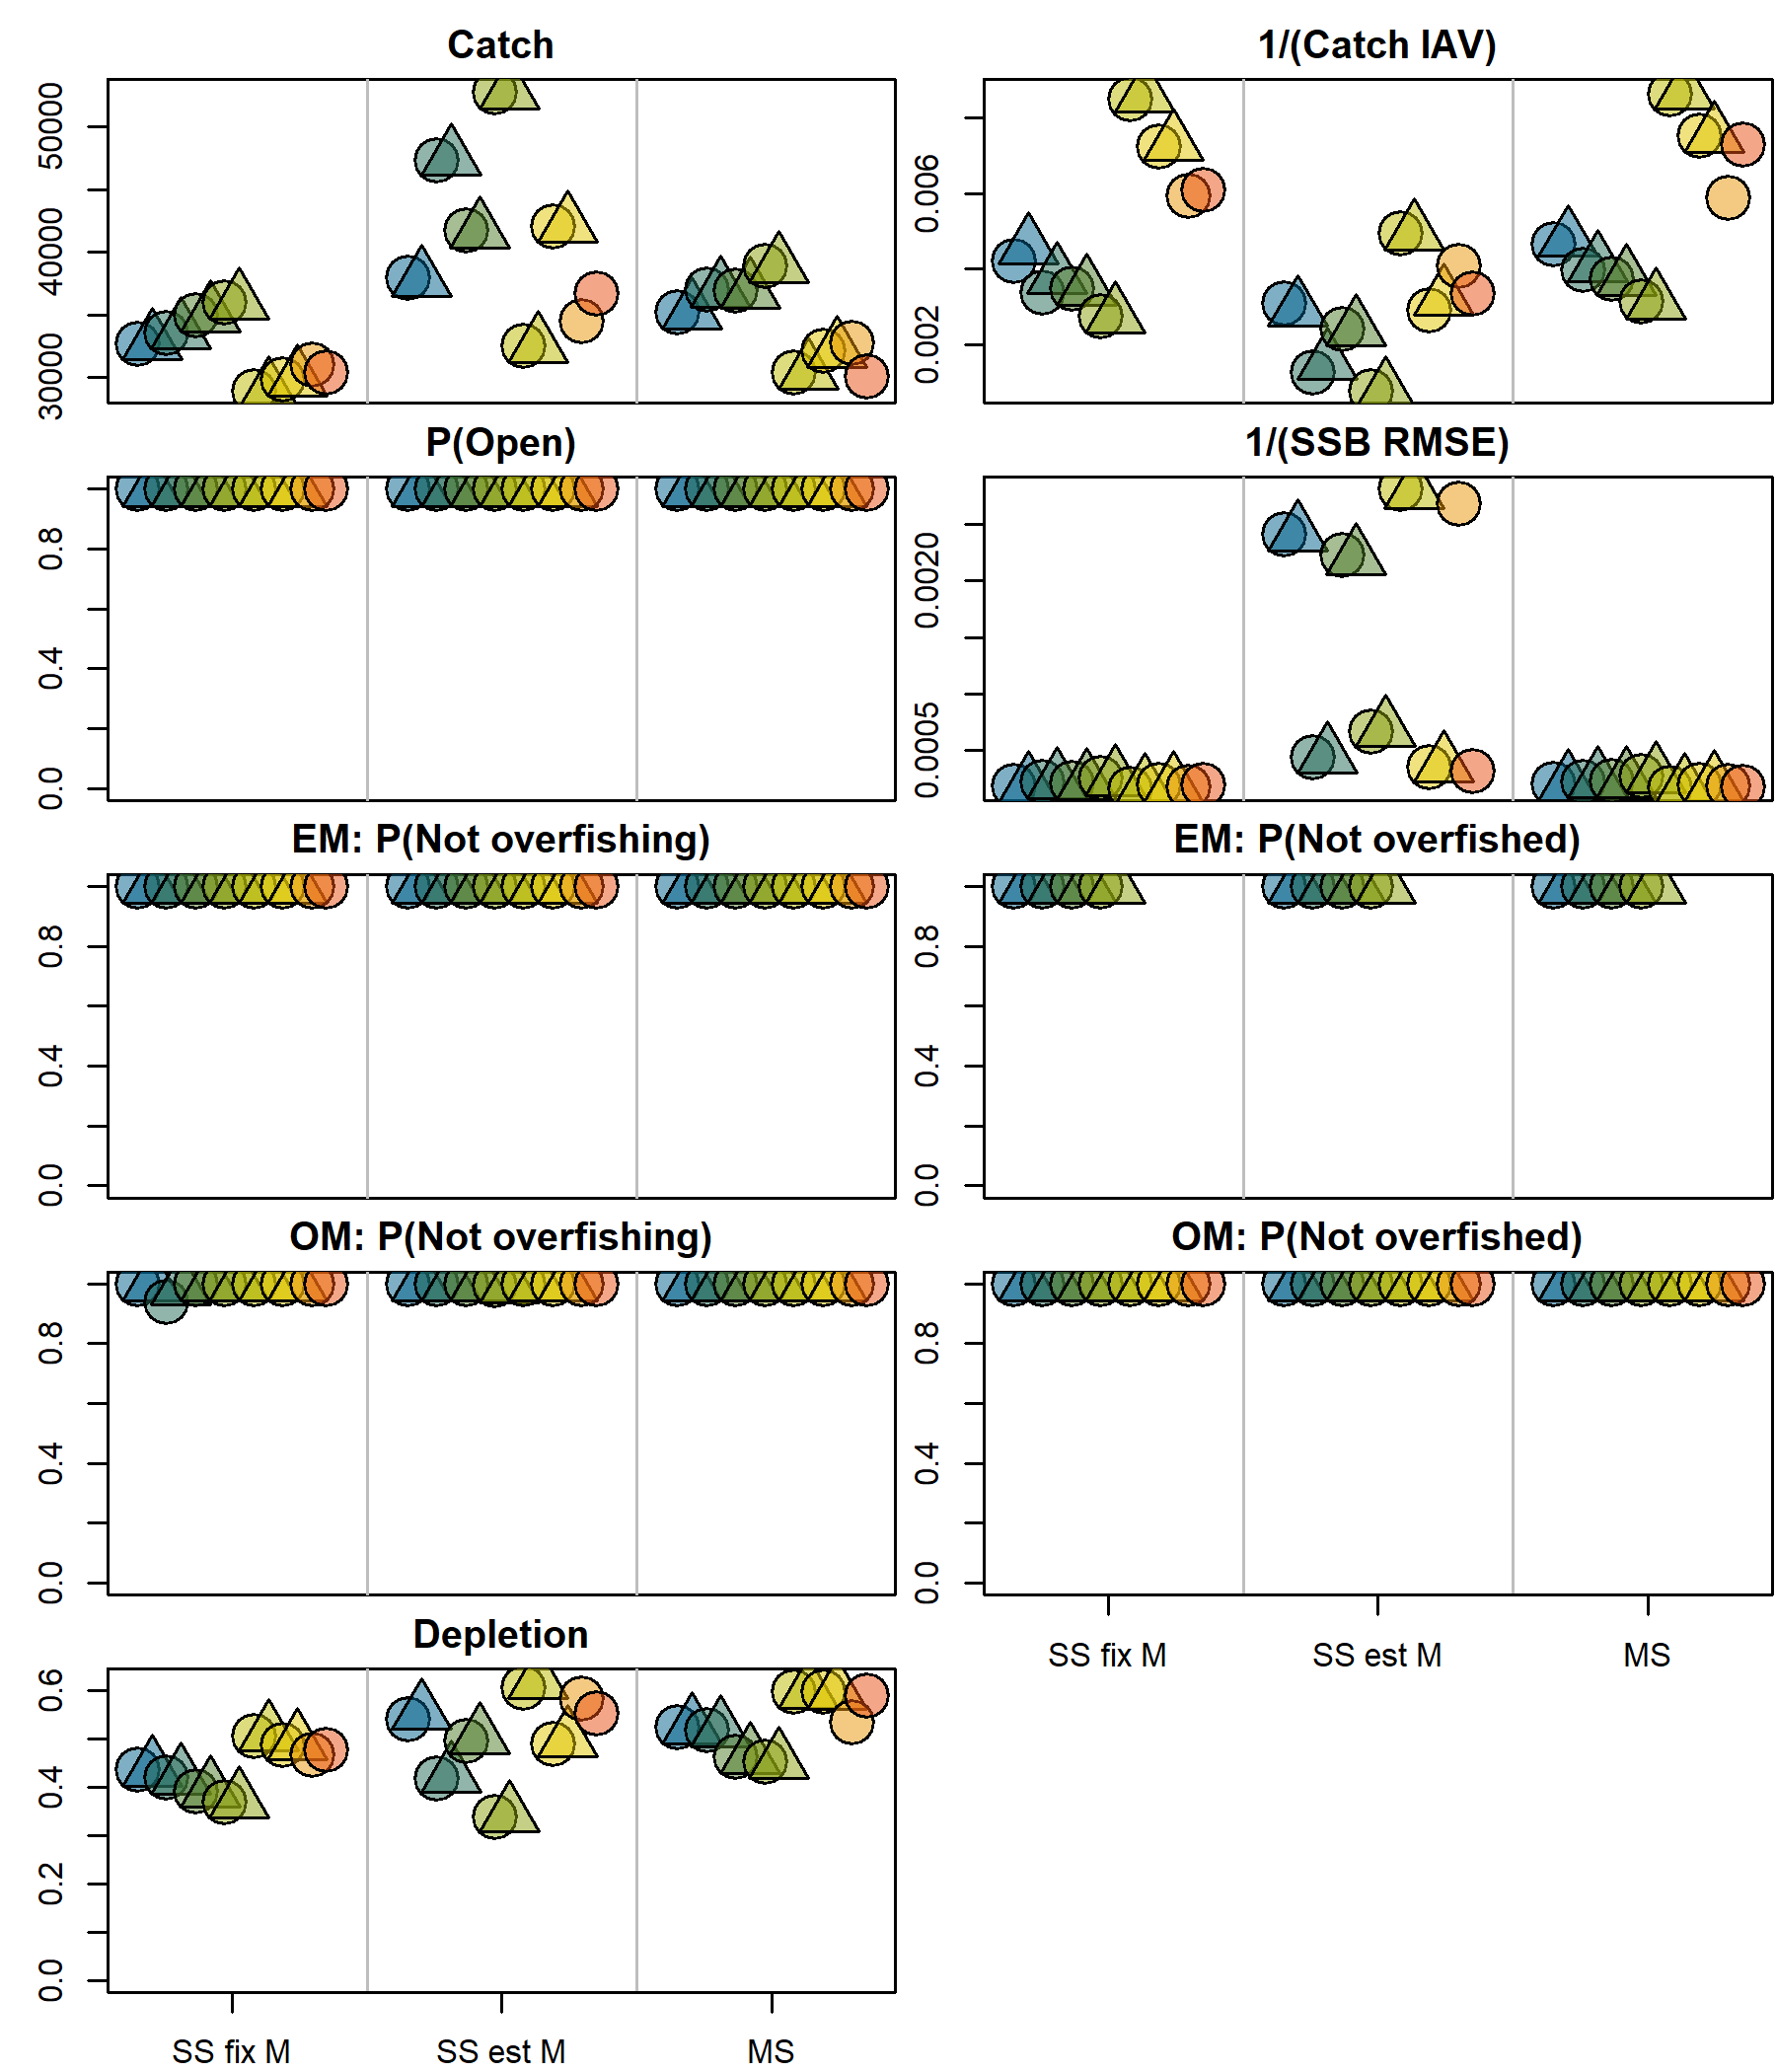 Catch
1/(Catch IAV)
50000
40000
30000
0.006
0.002
P(Open)
1/(SSB RMSE)
0.8
0.4
0.0
0.0020
0.0005
EM: P(Not overfishing)
EM: P(Not overfished)
0.8
0.4
0.0
0.8
0.4
0.0
OM: P(Not overfishing)
OM: P(Not overfished)
0.8
0.4
0.0
0.8
0.4
0.0
SS fix M
SS est M
MS
Depletion
0.6
0.4
0.2
0.0
SS fix M
SS est M
MS